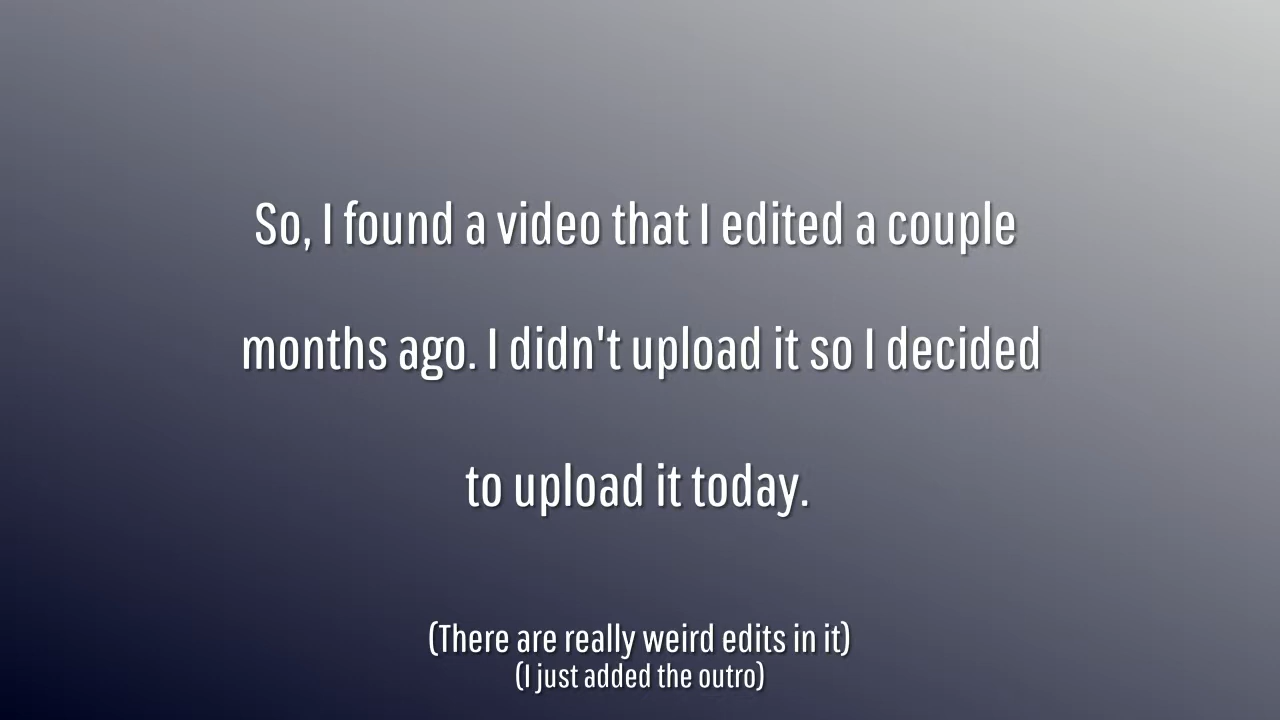 So, I found a video that I edited a couple
months ago. I didn't upload it so I decided
to upload it today.
(There are really weird edits in it)
(I just added the outro)